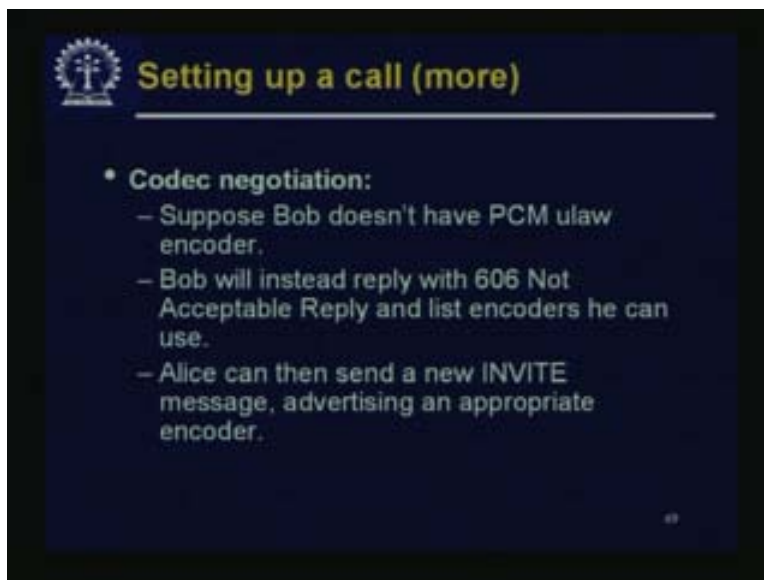 Setting up a call (more)
• Codec negotiation:
– Suppose Bob doesn't have PCM ulaw
encoder.
– Bob will instead reply with 606 Not
Acceptable Reply and list encoders he can
use.
– Alice can then send a new INVITE
message, advertising an appropriate
encoder.